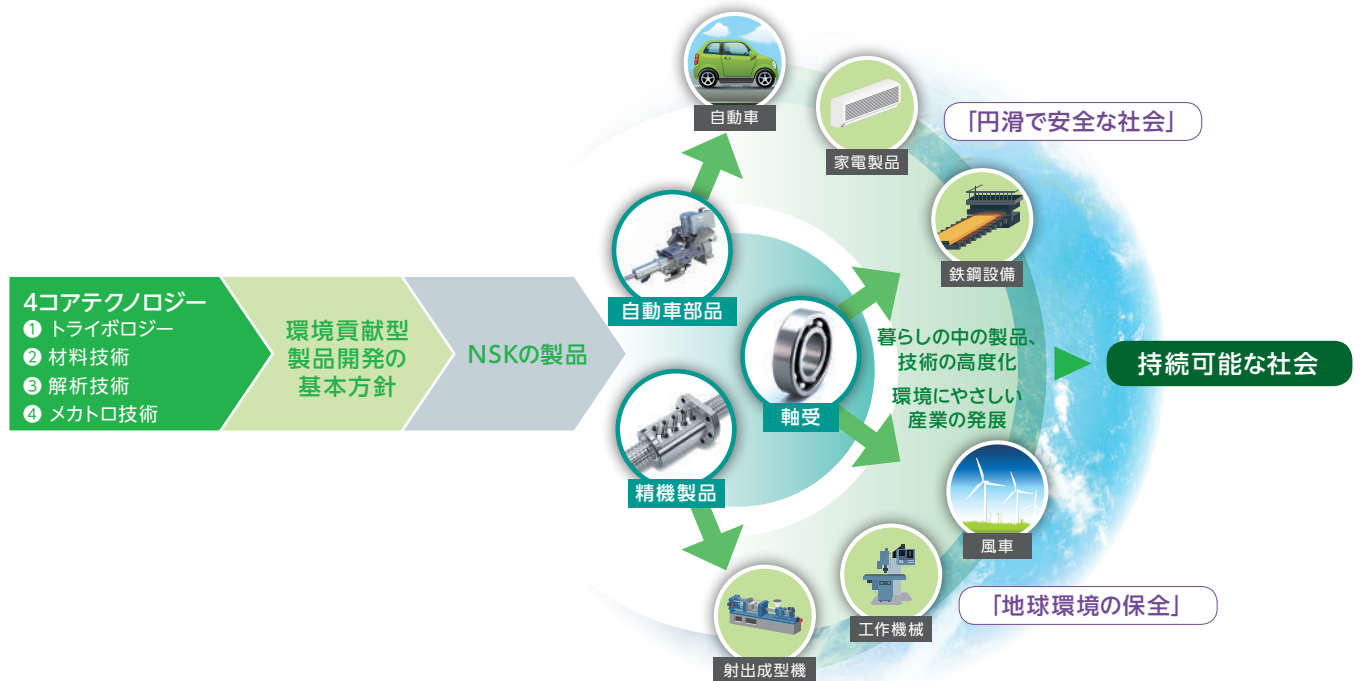 4コアテクノロジー
❶ トライボロジー
❷ 材料技術
❸ 解析技術
❹ メカトロ技術
環境貢献型
製品開発の
基本方針
NSKの製品
自動車部品
軸受
精機製品
自動車
家電製品
鉄鋼設備
暮らしの中の製品、
技術の高度化
環境にやさしい
産業の発展
風車
工作機械
射出成型機
「円滑で安全な社会」
「地球環境の保全」
持続可能な社会